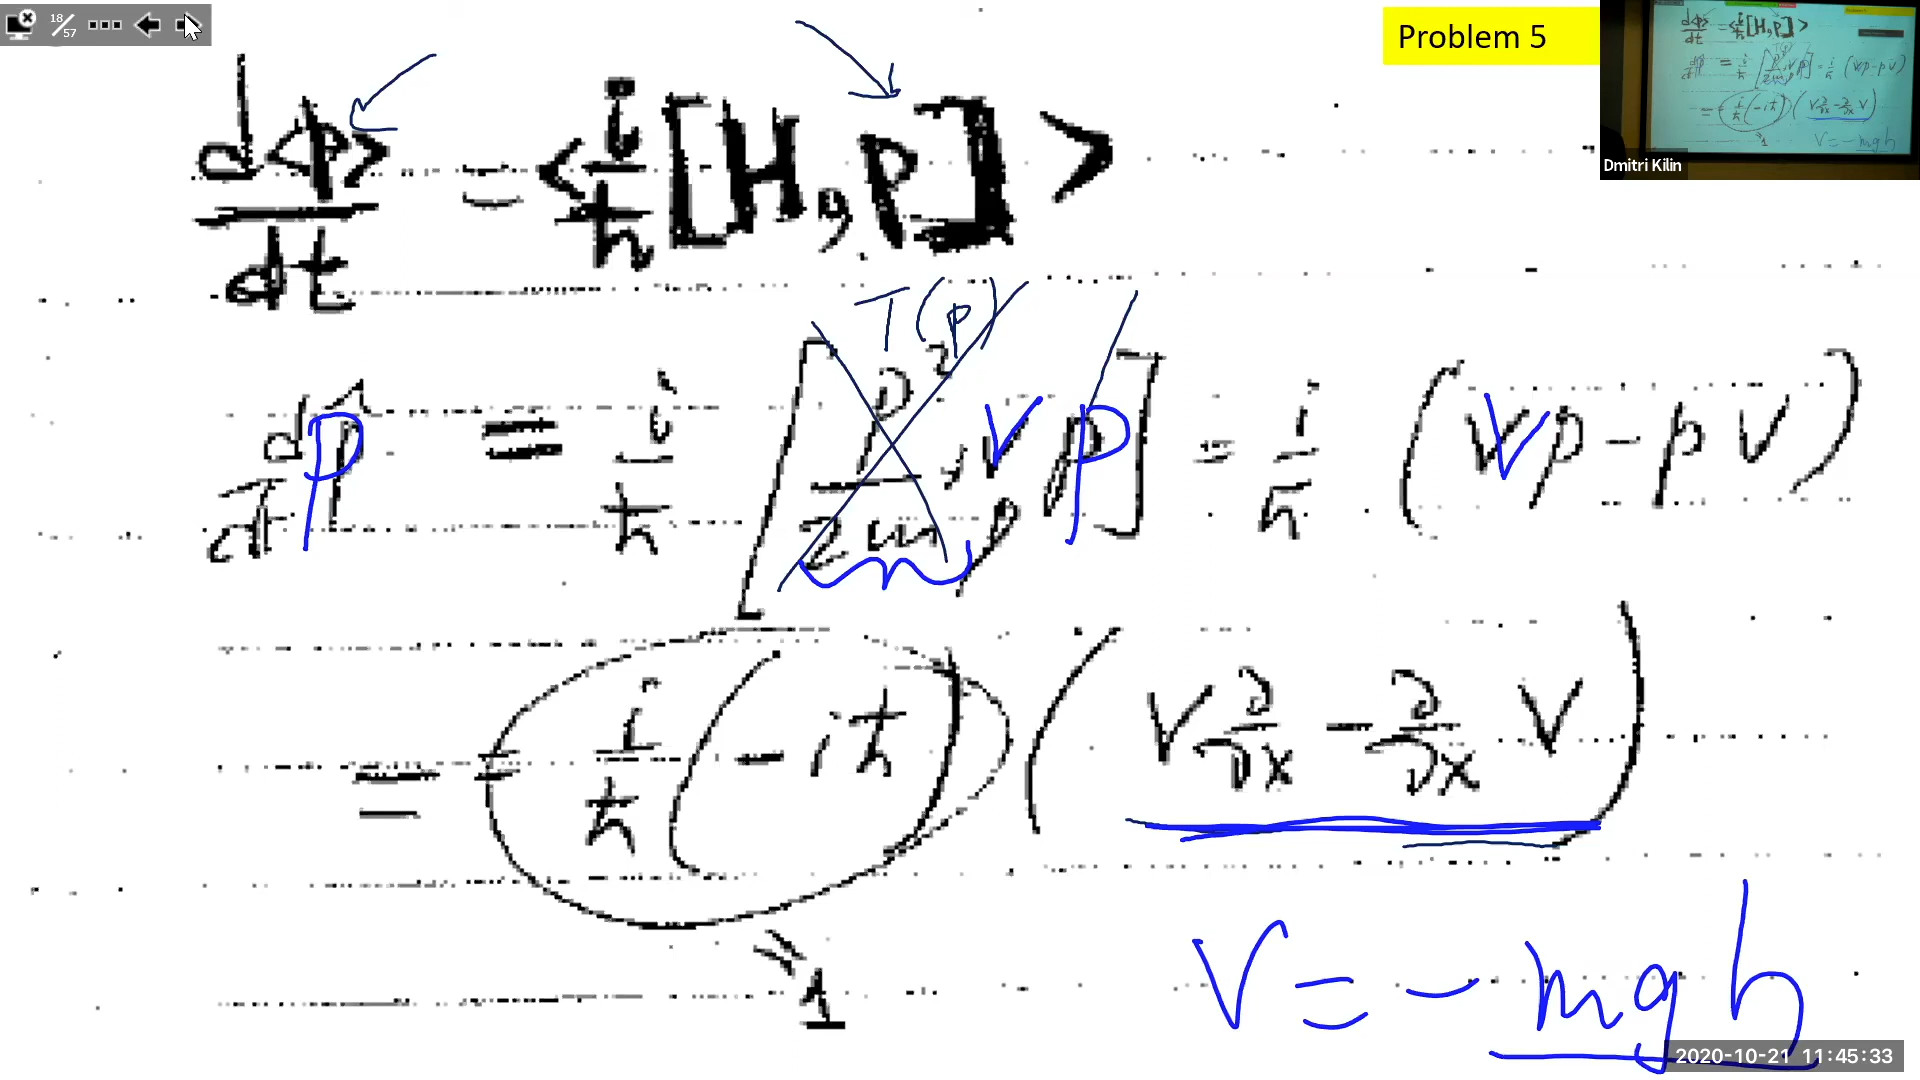 18/57
Problem 5
d<p>/dt = <i/ħ [H, p]>
T(p)
dp̂/dt = i/ħ [p²/2m, V p] = i/ħ (Vp - pV)
= i/ħ (-iħ) (V ∂/∂x - ∂/∂x V)
1
V = - mgh
Dmitri Kilin
2020-10-21 11:45:33